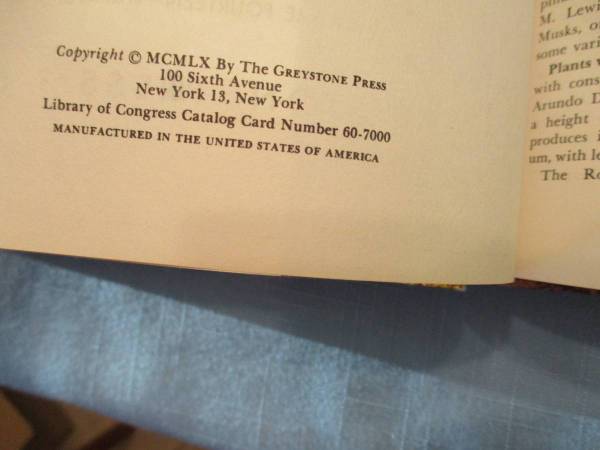 Copyright © MCMLX By The Greystone Press
100 Sixth Avenue
New York 13, New York
Library of Congress Catalog Card Number 60-7000
MANUFACTURED IN THE UNITED STATES OF AMERICA
M. Lewi
Musks, o
some vari
Plants w
with cons
Arundo D
a height
produces i
um, with le
The Ro